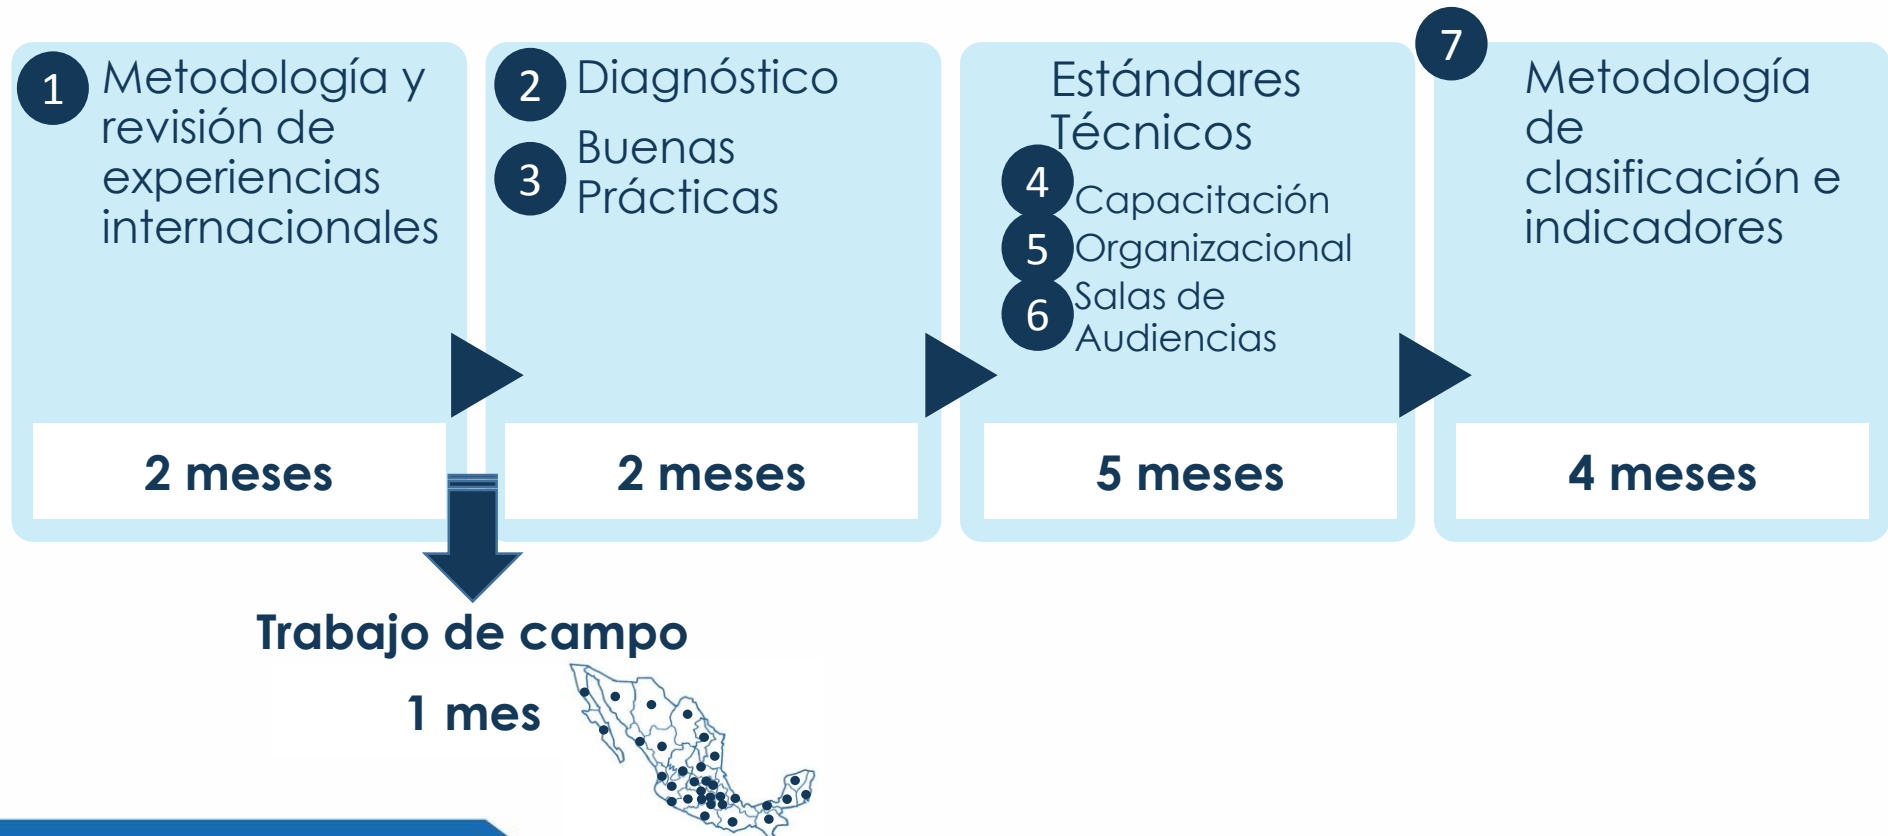 1
Metodología y
revisión de
experiencias
internacionales
2 meses
2
Diagnóstico
3
Buenas
Prácticas
2 meses
Estándares
Técnicos
4
Capacitación
5
Organizacional
6
Salas de
Audiencias
5 meses
7
Metodología
de
clasificación e
indicadores
4 meses
Trabajo de campo
1 mes